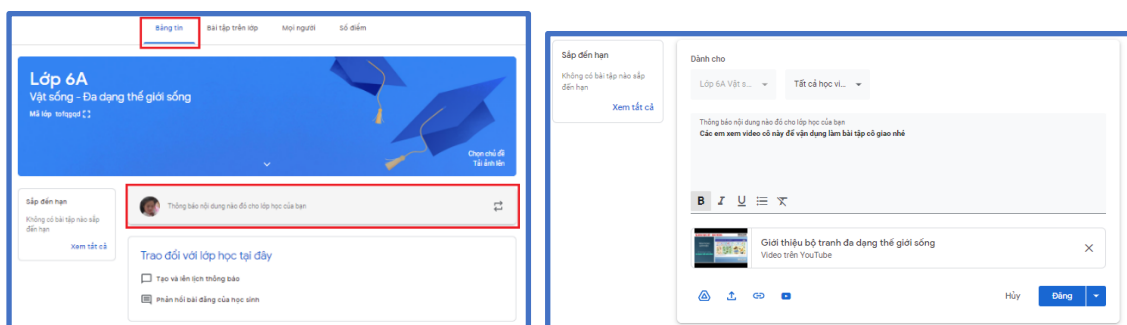 Bảng tin Bài tập trên lớp Mọi người Số điểm
Lớp 6A
Vật sống - Đa dạng thế giới sống
Mã lớp tofqgqd
Chọn chủ đề
Tải ảnh lên
Sắp đến hạn
Không có bài tập nào sắp
đến hạn
Xem tất cả
Thông báo nội dung nào đó cho lớp học của bạn
Trao đổi với lớp học tại đây
Tạo và lên lịch thông báo
Phản hồi bài đăng của học sinh
Sắp đến hạn
Không có bài tập nào sắp
đến hạn
Xem tất cả
Dành cho
Lớp 6A Vật s... Tất cả học vi...
Thông báo nội dung nào đó cho lớp học của bạn
Các em xem video cô này để vận dụng làm bài tập cô giao nhé
B I U
Giới thiệu bộ tranh đa dạng thế giới sống
Video trên YouTube
Hủy Đăng